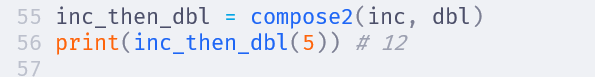 55 inc_then_dbl = compose2(inc, dbl)
56 print(inc_then_dbl(5)) # 12
57